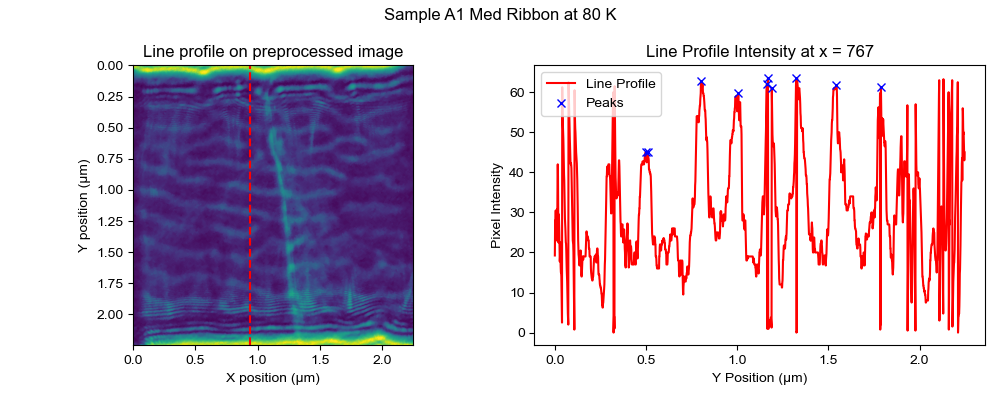 Sample A1 Med Ribbon at 80 K
Line profile on preprocessed image
0.00
0.25
0.50
0.75
1.00
1.25
1.50
1.75
2.00
Y position (μm)
0.0 0.5 1.0 1.5 2.0
X position (μm)
Line Profile Intensity at x = 767
Line Profile
Peaks
60
50
40
30
20
10
0
Pixel Intensity
0.0 0.5 1.0 1.5 2.0
Y Position (μm)